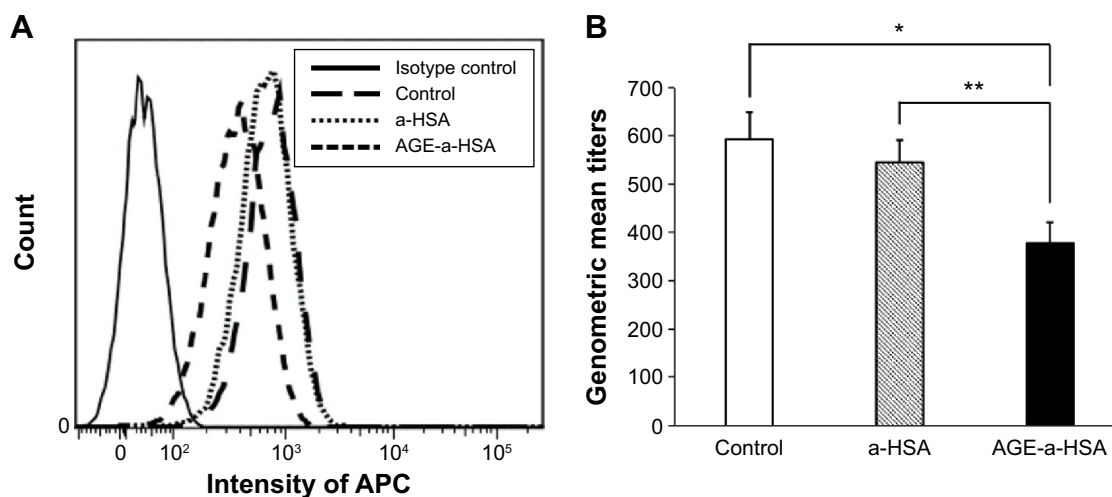 A
Isotype control
Control
a-HSA
AGE-a-HSA
Count
0
0 10² 10³ 10⁴ 10⁵
Intensity of APC
B
*
**
Genometric mean titers
800
700
600
500
400
300
200
100
0
Control a-HSA AGE-a-HSA